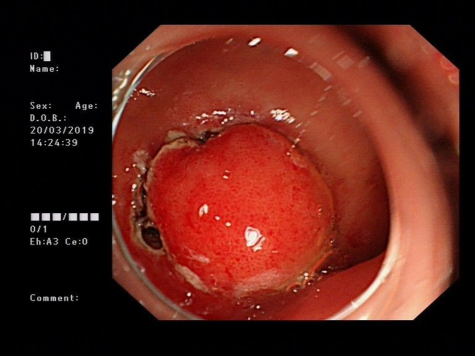 ID:
Name:
Sex: Age:
D.O.B.:
20/03/2019
14:24:39
/
0/1
Eh:A3 Ce:0
Comment: